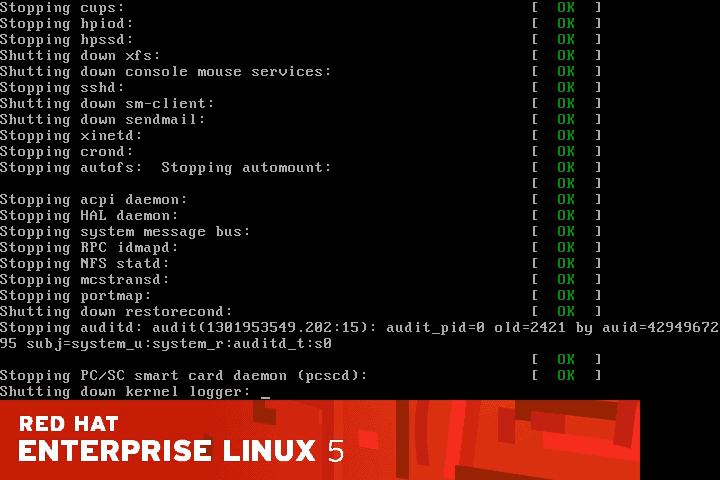 Stopping cups: [ OK ]
Stopping hpiod: [ OK ]
Stopping hpssd: [ OK ]
Shutting down xfs: [ OK ]
Shutting down console mouse services: [ OK ]
Stopping sshd: [ OK ]
Shutting down sm-client: [ OK ]
Shutting down sendmail: [ OK ]
Stopping xinetd: [ OK ]
Stopping crond: [ OK ]
Stopping autofs:  Stopping automount: [ OK ]
[ OK ]
Stopping acpi daemon: [ OK ]
Stopping HAL daemon: [ OK ]
Stopping system message bus: [ OK ]
Stopping RPC idmapd: [ OK ]
Stopping NFS statd: [ OK ]
Stopping mcstransd: [ OK ]
Stopping portmap: [ OK ]
Shutting down restorecond: [ OK ]
Stopping auditd: audit(1301953549.202:15): audit_pid=0 old=2421 by auid=42949672
95 subj=system_u:system_r:auditd_t:s0
[ OK ]
Stopping PC/SC smart card daemon (pcscd): [ OK ]
Shutting down kernel logger: _
RED HAT
ENTERPRISE LINUX 5